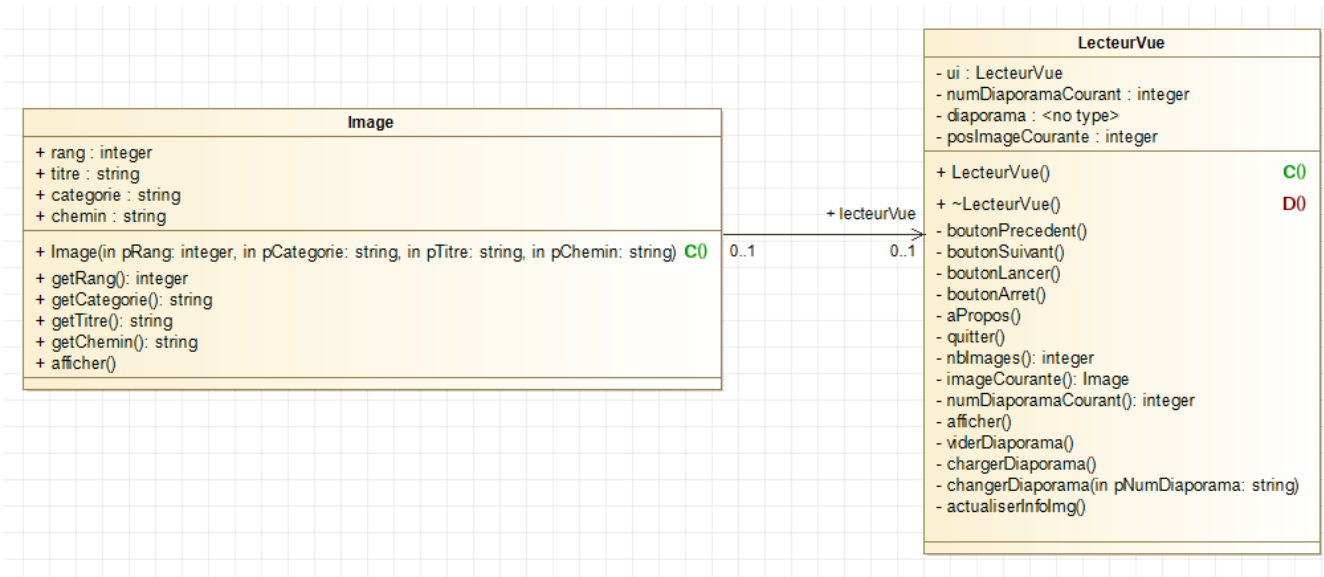 Image
+ rang : integer
+ titre : string
+ categorie : string
+ chemin : string
+ Image(in pRang: integer, in pCategorie: string, in pTitre: string, in pChemin: string) C()
+ getRang(): integer
+ getCategorie(): string
+ getTitre(): string
+ getChemin(): string
+ afficher()
+ lecteurVue
0..1
0..1
LecteurVue
- ui : LecteurVue
- numDiaporamaCourant : integer
- diaporama : <no type>
- posImageCourante : integer
+ LecteurVue() C()
+ ~LecteurVue() D()
- boutonPrecedent()
- boutonSuivant()
- boutonLancer()
- boutonArret()
- aPropos()
- quitter()
- nbImages(): integer
- imageCourante(): Image
- numDiaporamaCourant(): integer
- afficher()
- viderDiaporama()
- chargerDiaporama()
- changerDiaporama(in pNumDiaporama: string)
- actualiserInfoImg()